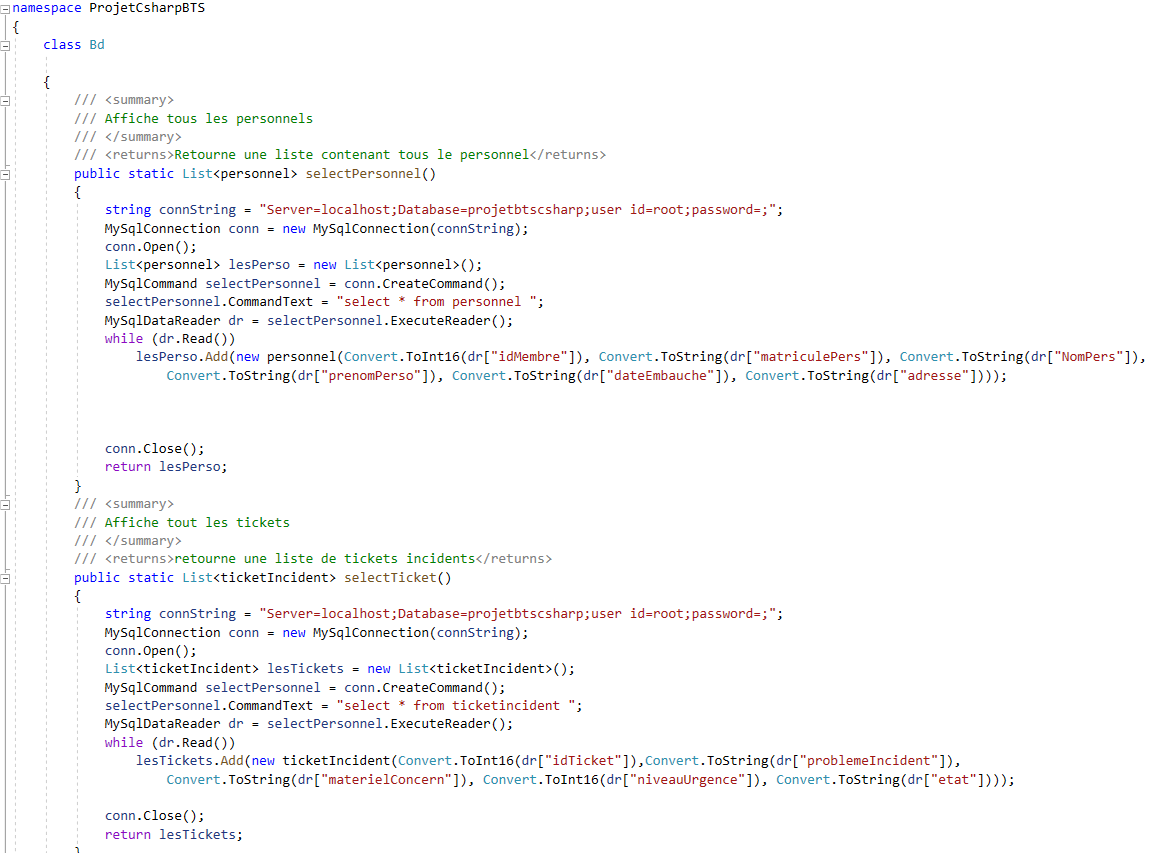 namespace ProjetCsharpBTS
{
class Bd
{
/// <summary>
/// Affiche tous les personnels
/// </summary>
/// <returns>Retourne une liste contenant tous le personnel</returns>
public static List<personnel> selectPersonnel()
{
string connString = "Server=localhost;Database=projetbtscsharp;user id=root;password=;";
MySqlConnection conn = new MySqlConnection(connString);
conn.Open();
List<personnel> lesPerso = new List<personnel>();
MySqlCommand selectPersonnel = conn.CreateCommand();
selectPersonnel.CommandText = "select * from personnel ";
MySqlDataReader dr = selectPersonnel.ExecuteReader();
while (dr.Read())
lesPerso.Add(new personnel(Convert.ToInt16(dr["idMembre"]), Convert.ToString(dr["matriculePers"]), Convert.ToString(dr["NomPers"]),
Convert.ToString(dr["prenomPerso"]), Convert.ToString(dr["dateEmbauche"]), Convert.ToString(dr["adresse"])));
conn.Close();
return lesPerso;
}
/// <summary>
/// Affiche tout les tickets
/// </summary>
/// <returns>retourne une liste de tickets incidents</returns>
public static List<ticketIncident> selectTicket()
{
string connString = "Server=localhost;Database=projetbtscsharp;user id=root;password=;";
MySqlConnection conn = new MySqlConnection(connString);
conn.Open();
List<ticketIncident> lesTickets = new List<ticketIncident>();
MySqlCommand selectPersonnel = conn.CreateCommand();
selectPersonnel.CommandText = "select * from ticketincident ";
MySqlDataReader dr = selectPersonnel.ExecuteReader();
while (dr.Read())
lesTickets.Add(new ticketIncident(Convert.ToInt16(dr["idTicket"]),Convert.ToString(dr["problemeIncident"]),
Convert.ToString(dr["materielConcern"]), Convert.ToInt16(dr["niveauUrgence"]), Convert.ToString(dr["etat"])));
conn.Close();
return lesTickets;
}